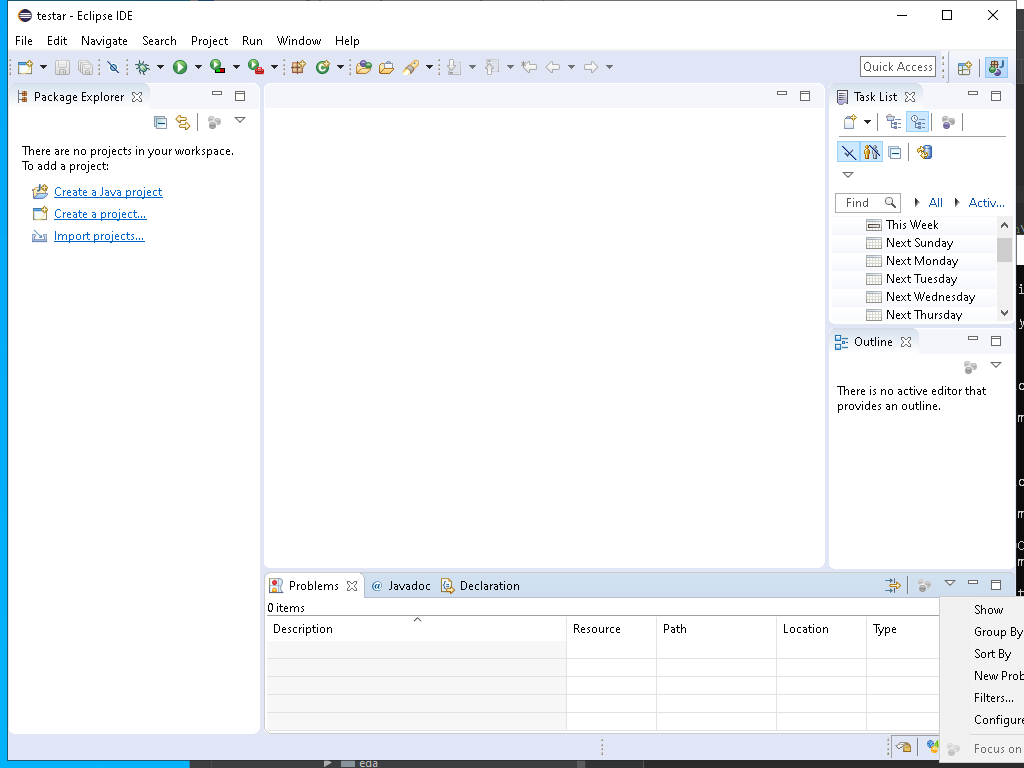 testar - Eclipse IDE
File Edit Navigate Search Project Run Window Help
Quick Access
Package Explorer
There are no projects in your workspace.
To add a project:
Create a Java project
Create a project...
Import projects...
Task List
Find All Activ...
This Week
Next Sunday
Next Monday
Next Tuesday
Next Wednesday
Next Thursday
Outline
There is no active editor that
provides an outline.
Problems @ Javadoc Declaration
0 items
Description Resource Path Location Type
Show
Group By
Sort By
New Prob
Filters...
Configure
Focus on
eda